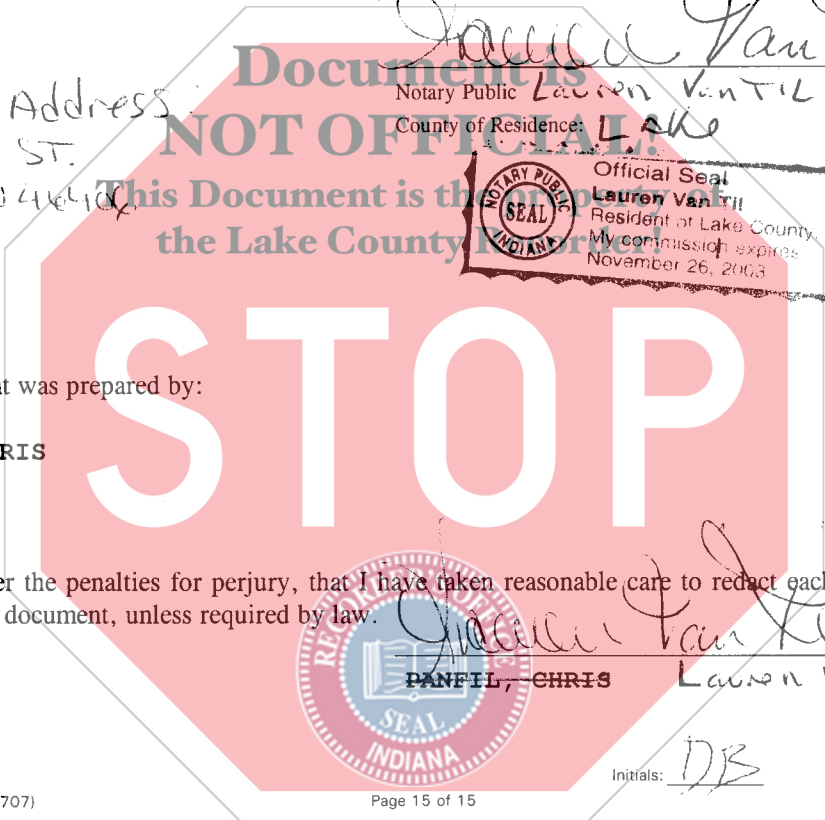 Document is
NOT OFFICIAL!
This Document is the property of
the Lake County Recorder!
STOP
Address
ST.
Notary Public Lauren VanTIL
County of Residence: Lake
NOTARY PUBLIC
SEAL
INDIANA
Official Seal
Lauren Van Til
Resident of Lake County,
My commission expires
November 26, 2003
t was prepared by:
RIS
er the penalties for perjury, that I have taken reasonable care to redact each
document, unless required by law.
Lauren Van
PANFIL, CHRIS Lauren
RECORDER'S OFFICE
SEAL
INDIANA
Initials: DB
707)
Page 15 of 15